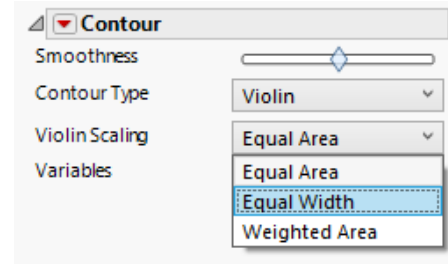 Contour
Smoothness
Contour Type Violin
Violin Scaling Equal Area
Variables Equal Area
Equal Width
Weighted Area